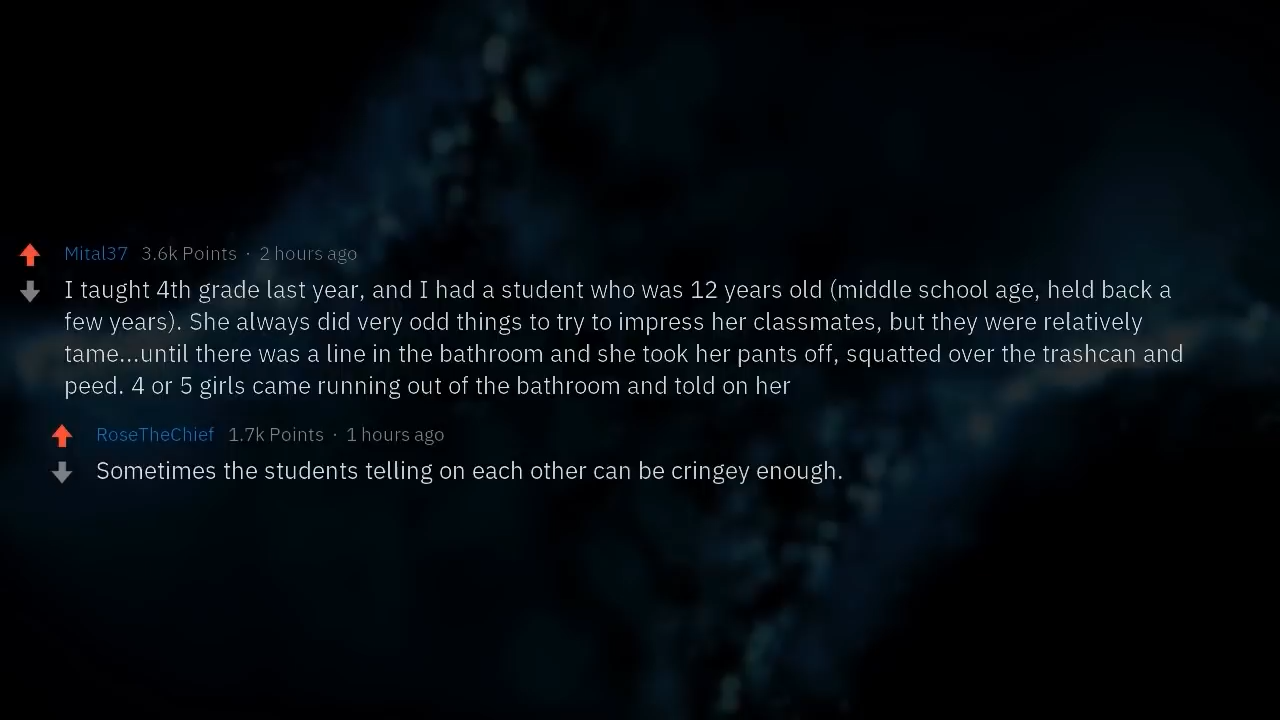 Mital37 3.6k Points · 2 hours ago
I taught 4th grade last year, and I had a student who was 12 years old (middle school age, held back a
few years). She always did very odd things to try to impress her classmates, but they were relatively
tame...until there was a line in the bathroom and she took her pants off, squatted over the trashcan and
peed. 4 or 5 girls came running out of the bathroom and told on her
RoseTheChief 1.7k Points · 1 hours ago
Sometimes the students telling on each other can be cringey enough.